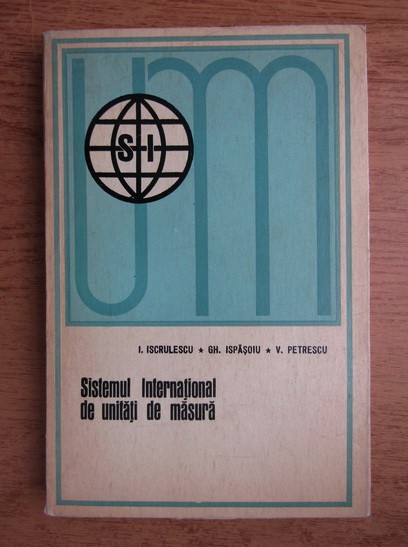 um
S-I
I. ISCRULESCU ★ GH. ISPĂȘOIU ★ V. PETRESCU
Sistemul Internațional
de unități de măsură